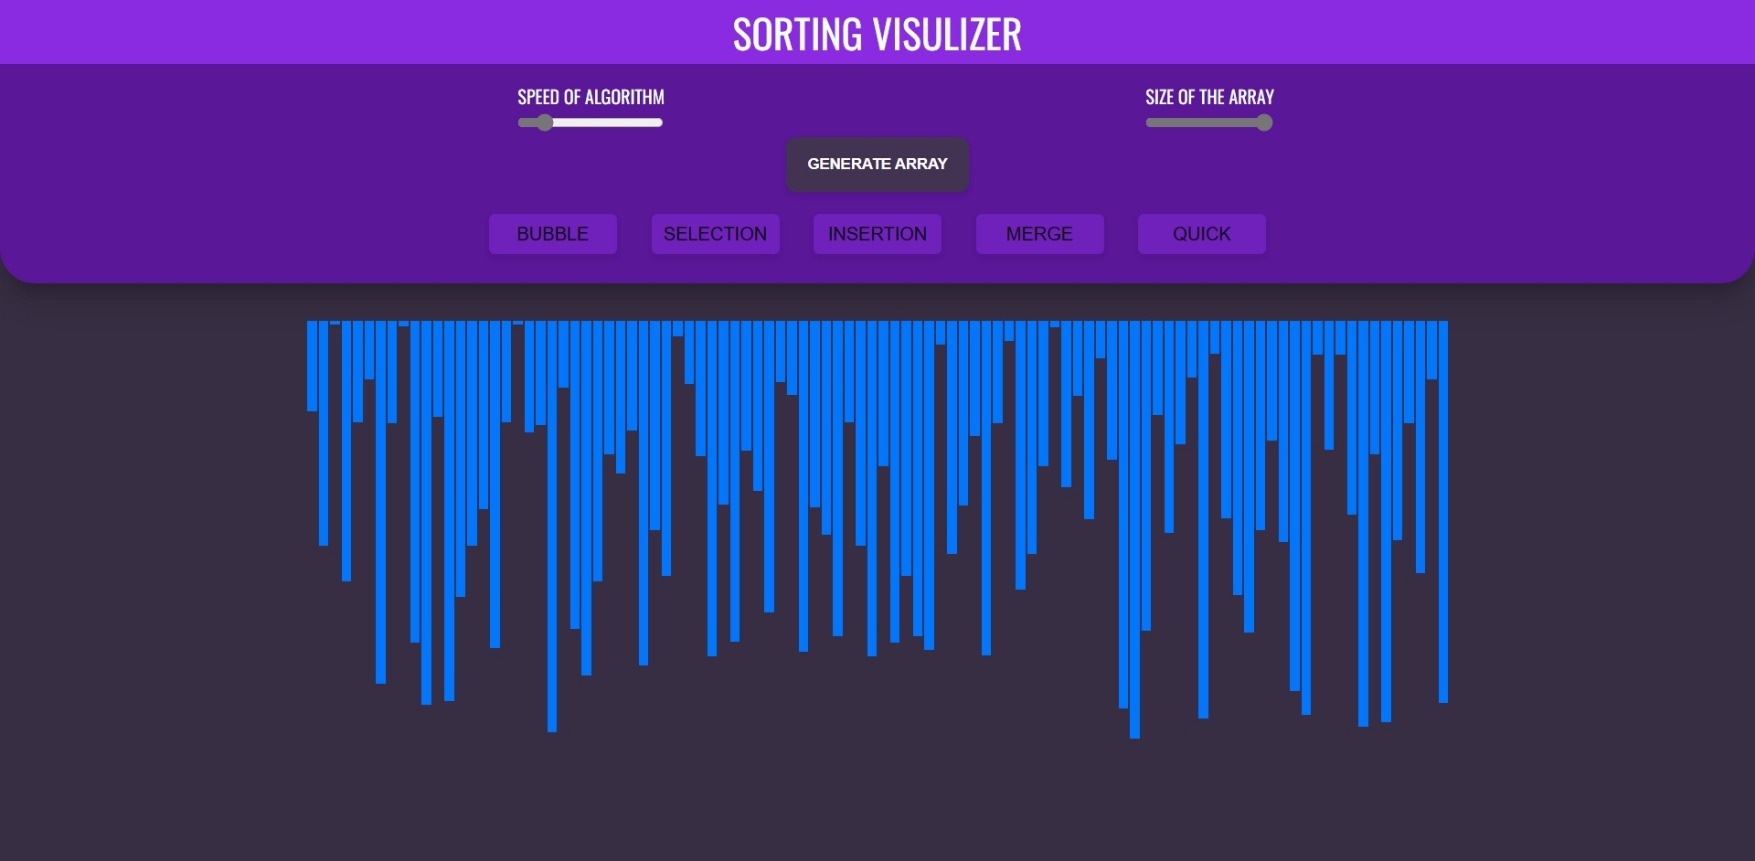 SORTING VISULIZER
SPEED OF ALGORITHM
SIZE OF THE ARRAY
GENERATE ARRAY
BUBBLE
SELECTION
INSERTION
MERGE
QUICK